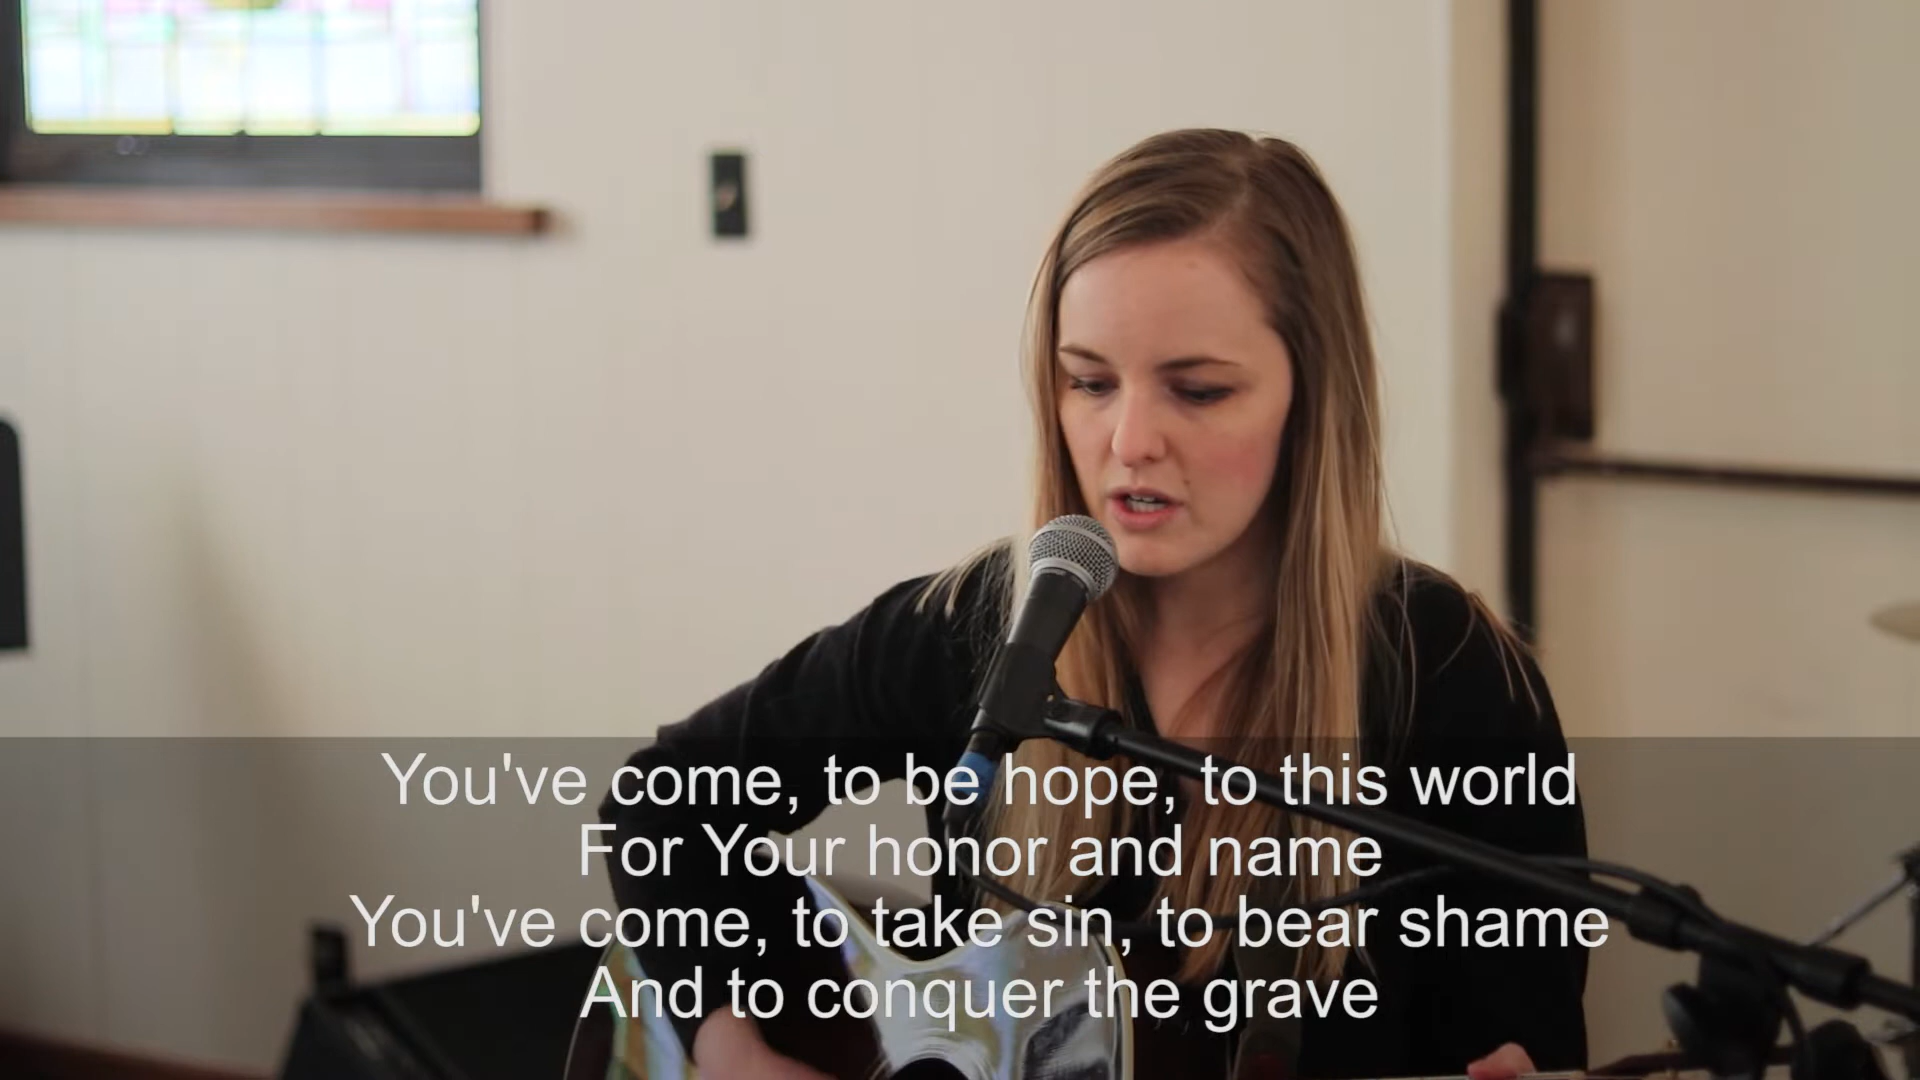 You've come, to be hope, to this world
For Your honor and name
You've come, to take sin, to bear shame
And to conquer the grave